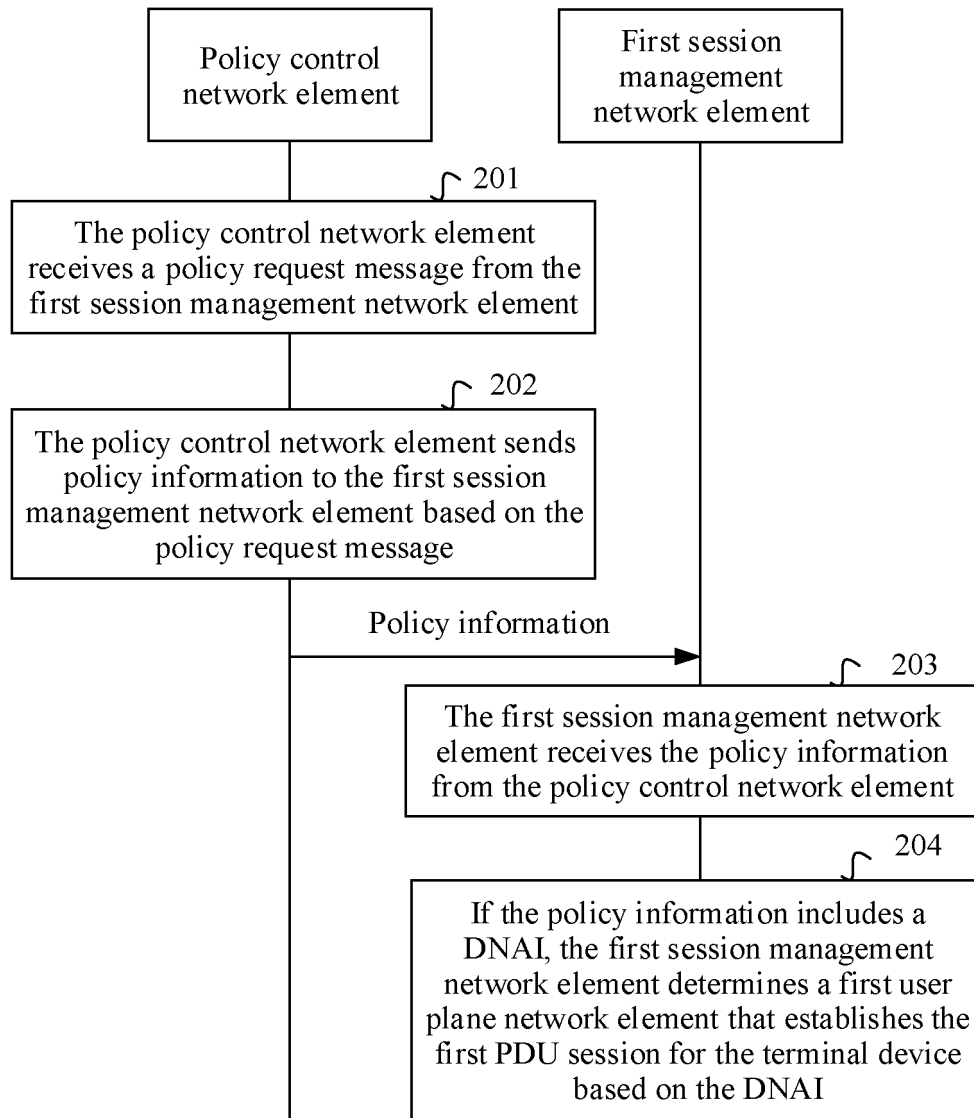 Policy control
network element
First session
management
network element
201
The policy control network element
receives a policy request message from the
first session management network element
202
The policy control network element sends
policy information to the first session
management network element based on the
policy request message
Policy information
203
The first session management network
element receives the policy information
from the policy control network element
204
If the policy information includes a
DNAI, the first session management
network element determines a first user
plane network element that establishes the
first PDU session for the terminal device
based on the DNAI